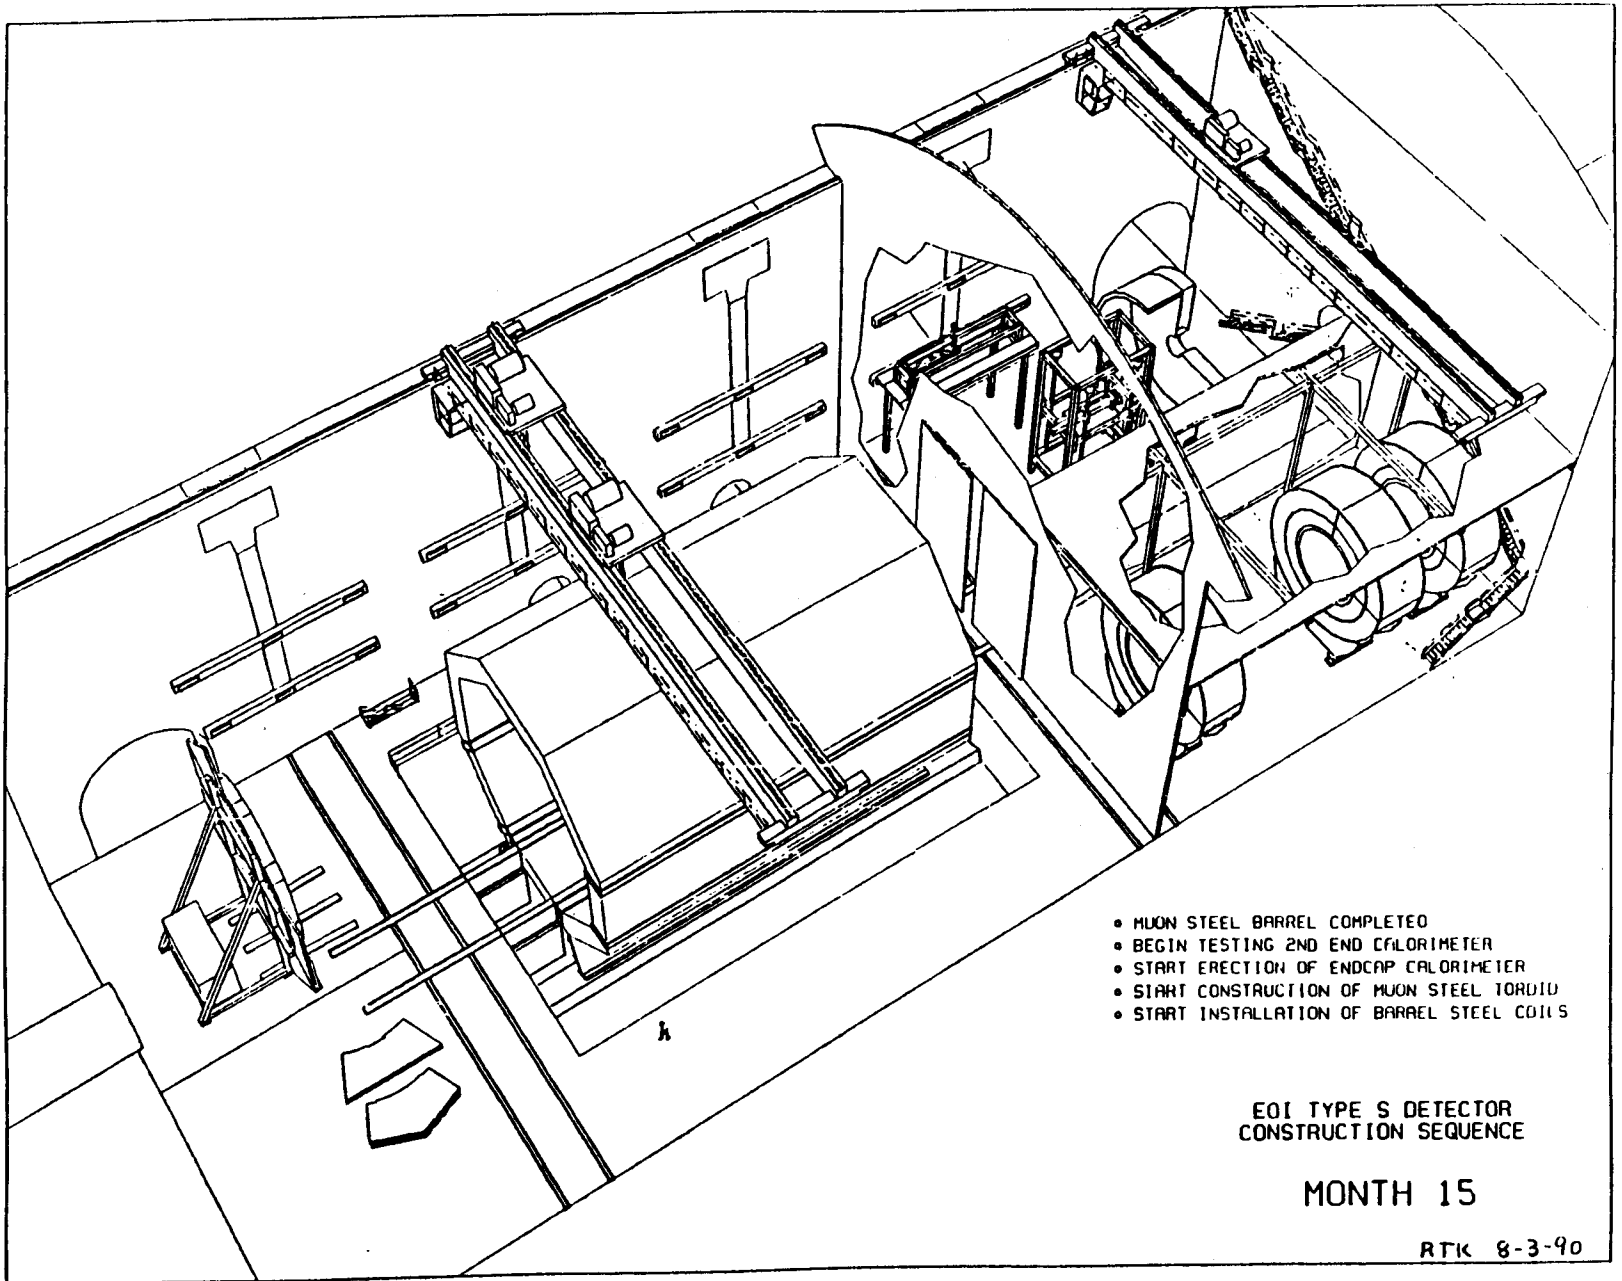 • MUON STEEL BARREL COMPLETED
• BEGIN TESTING 2ND END CALORIMETER
• START ERECTION OF ENDCAP CALORIMETER
• START CONSTRUCTION OF MUON STEEL TOROID
• START INSTALLATION OF BARREL STEEL COILS
EOI TYPE S DETECTOR
CONSTRUCTION SEQUENCE
MONTH 15
RTK 8-3-90